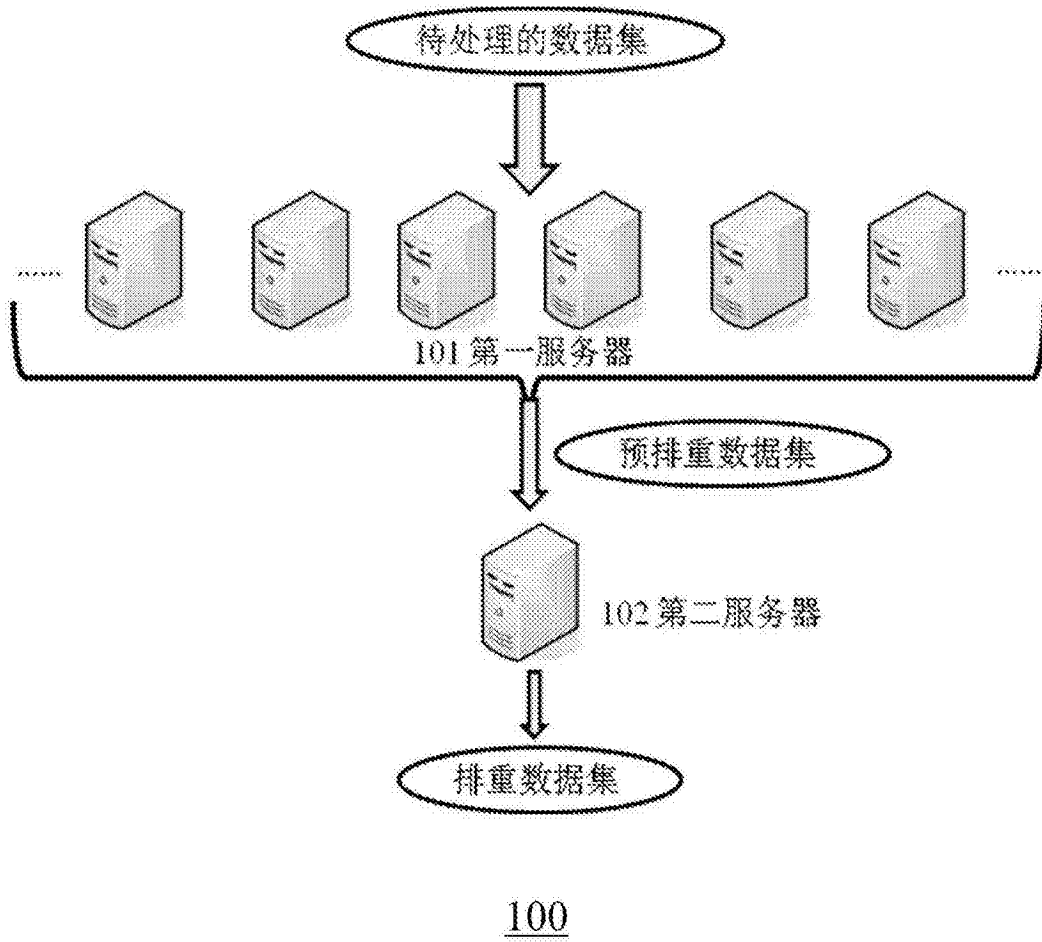 待处理的数据集
...... ......
101 第一服务器
预排重数据集
102 第二服务器
排重数据集
100